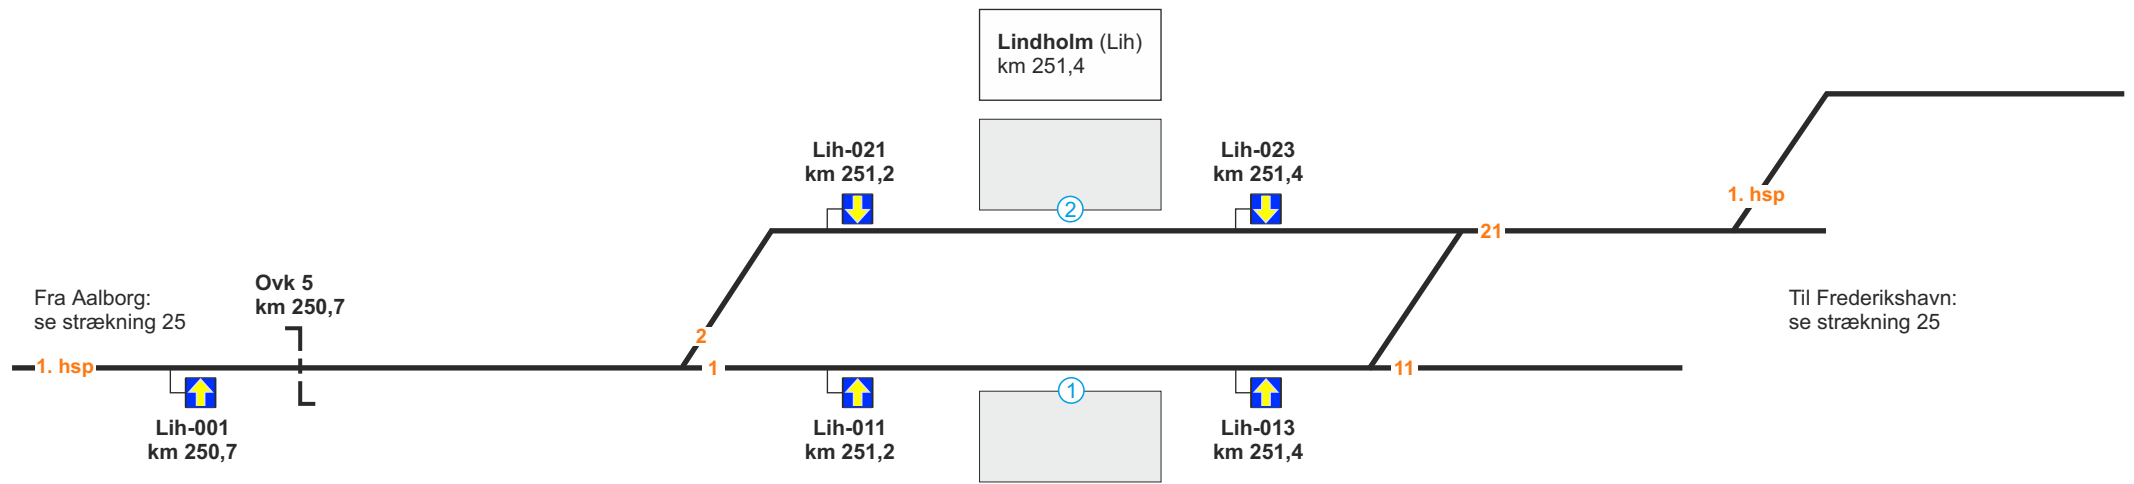 Lindholm (Lih)
km 251,4
Lih-021
km 251,2
Lih-023
km 251,4
1. hsp
2
21
Fra Aalborg:
se strækning 25
Ovk 5
km 250,7
Til Frederikshavn:
se strækning 25
2
1. hsp
1
11
1
Lih-001
km 250,7
Lih-011
km 251,2
Lih-013
km 251,4